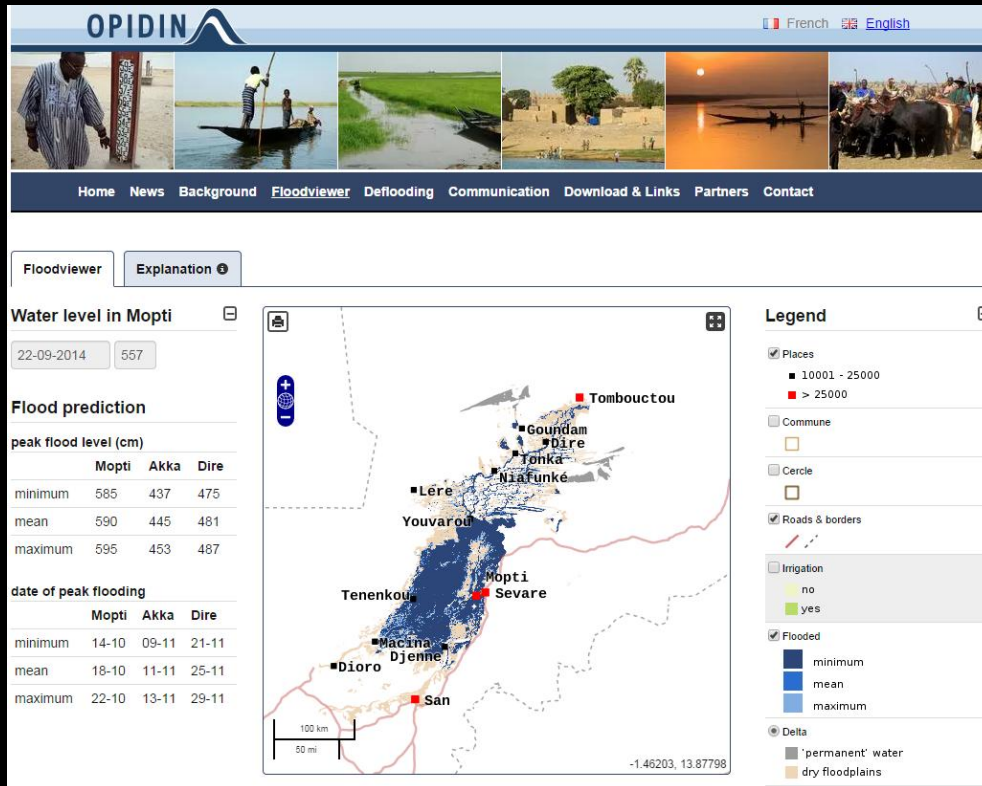 OPIDIN
French English
Home News Background Floodviewer Deflooding Communication Download & Links Partners Contact
Floodviewer Explanation
Water level in Mopti
22-09-2014 557
Flood prediction
peak flood level (cm)
Mopti Akka Dire
minimum 585 437 475
mean 590 445 481
maximum 595 453 487
date of peak flooding
Mopti Akka Dire
minimum 14-10 09-11 21-11
mean 18-10 11-11 25-11
maximum 22-10 13-11 29-11
Tombouctou
Goundam
Dire
Tonka
Niafunké
Lere
Youvarou
Mopti
Sevare
Tenenkou
Macina
Djenne
Dioro
San
100 km
50 mi
-1.46203, 13.87798
Legend
Places
10001 - 25000
> 25000
Commune
Cercle
Roads & borders
Irrigation
no
yes
Flooded
minimum
mean
maximum
Delta
'permanent' water
dry floodplains